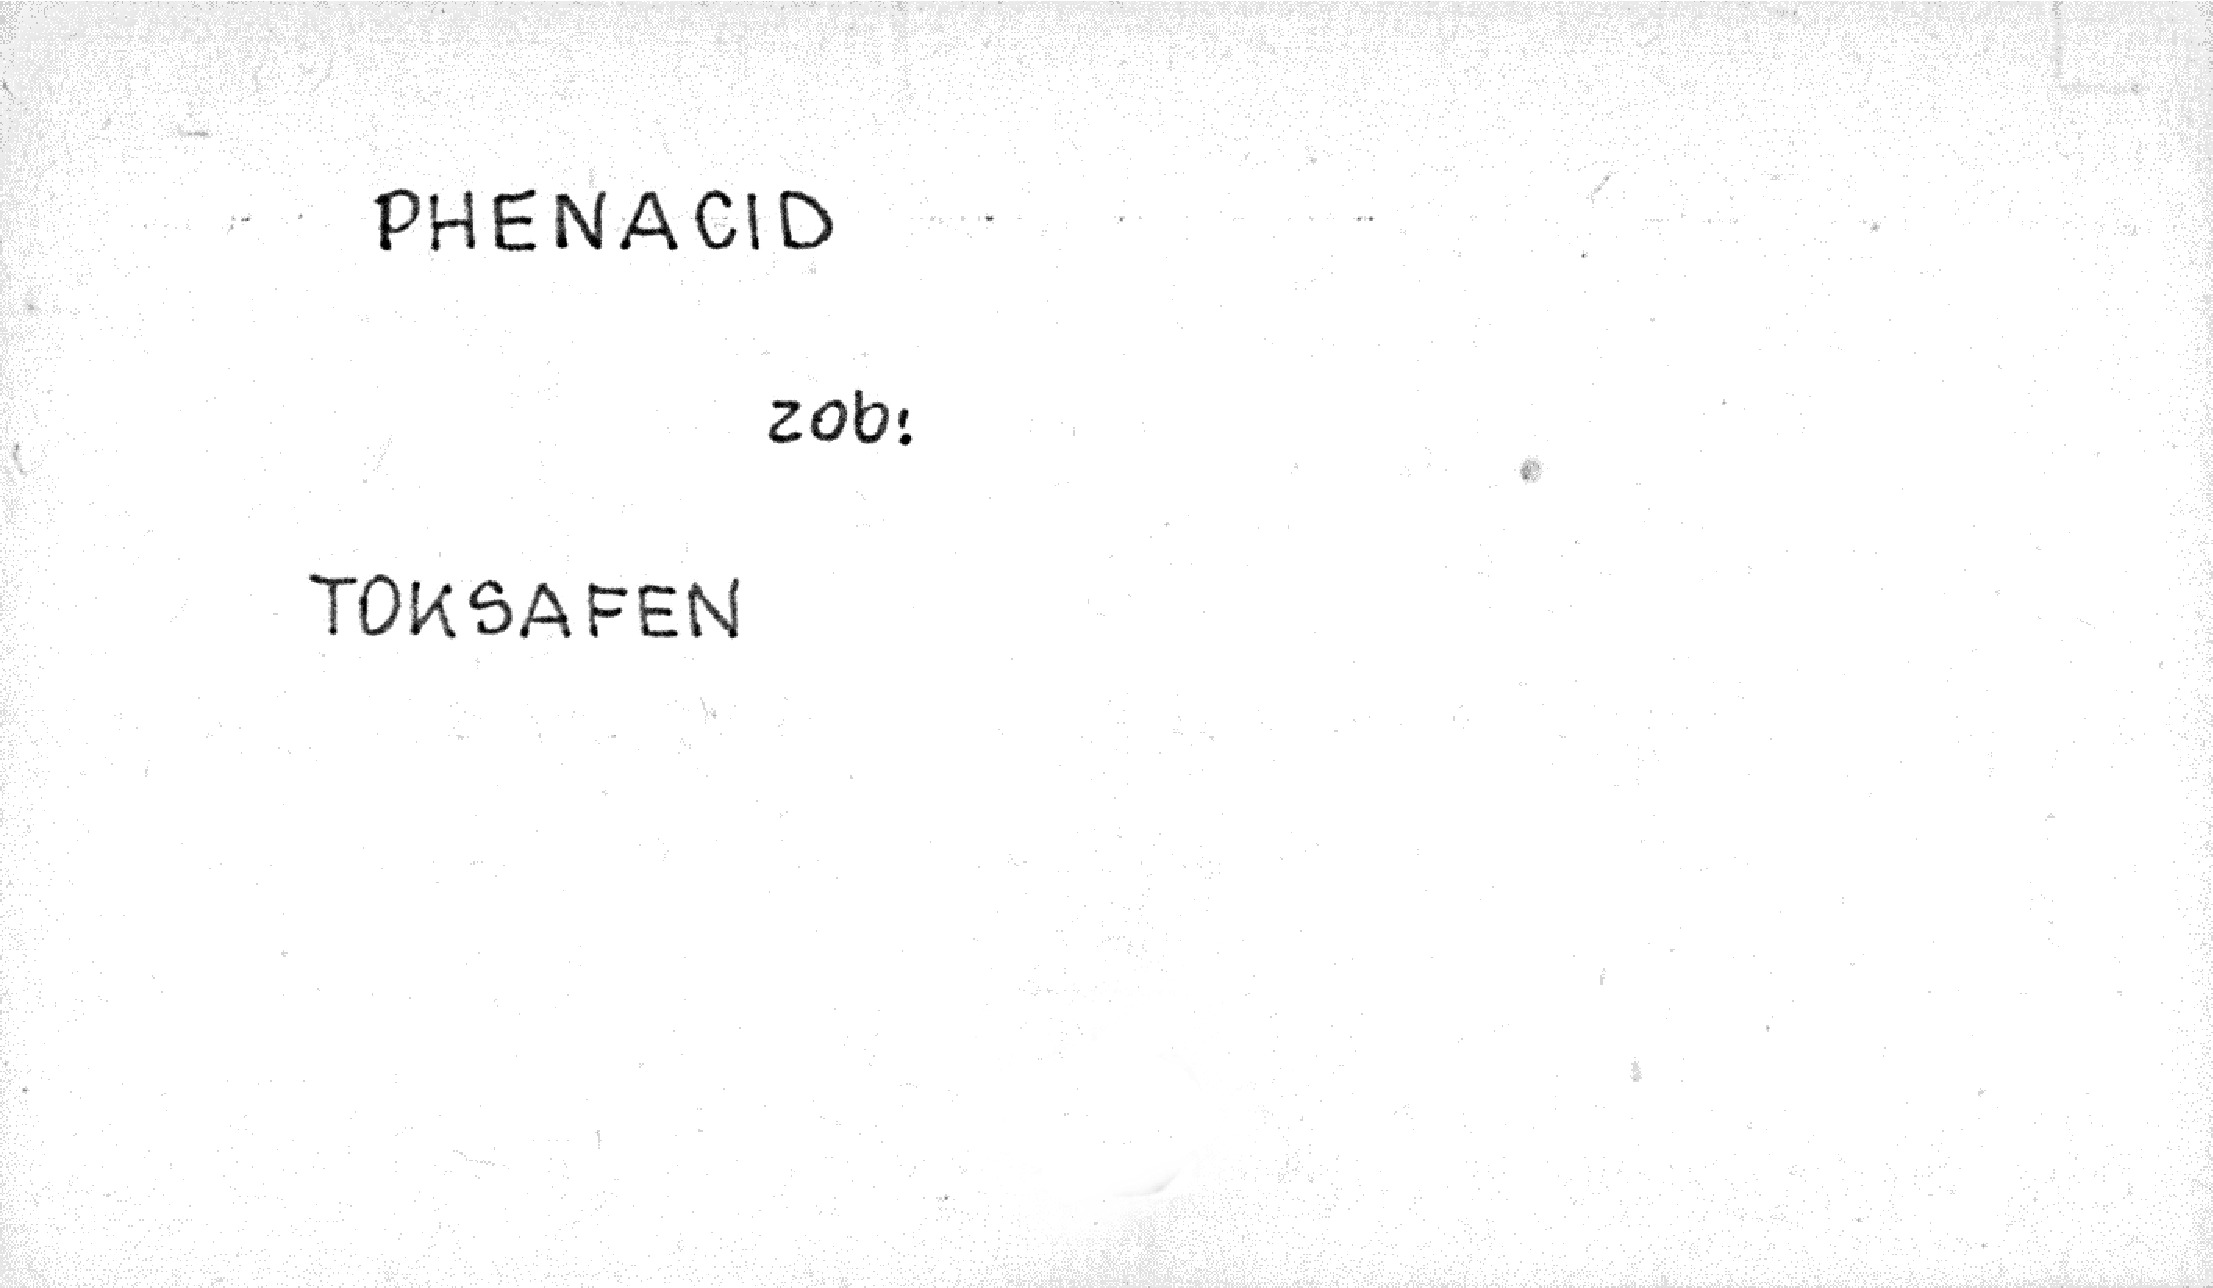 PHENACID
zob:
TOKSAFEN